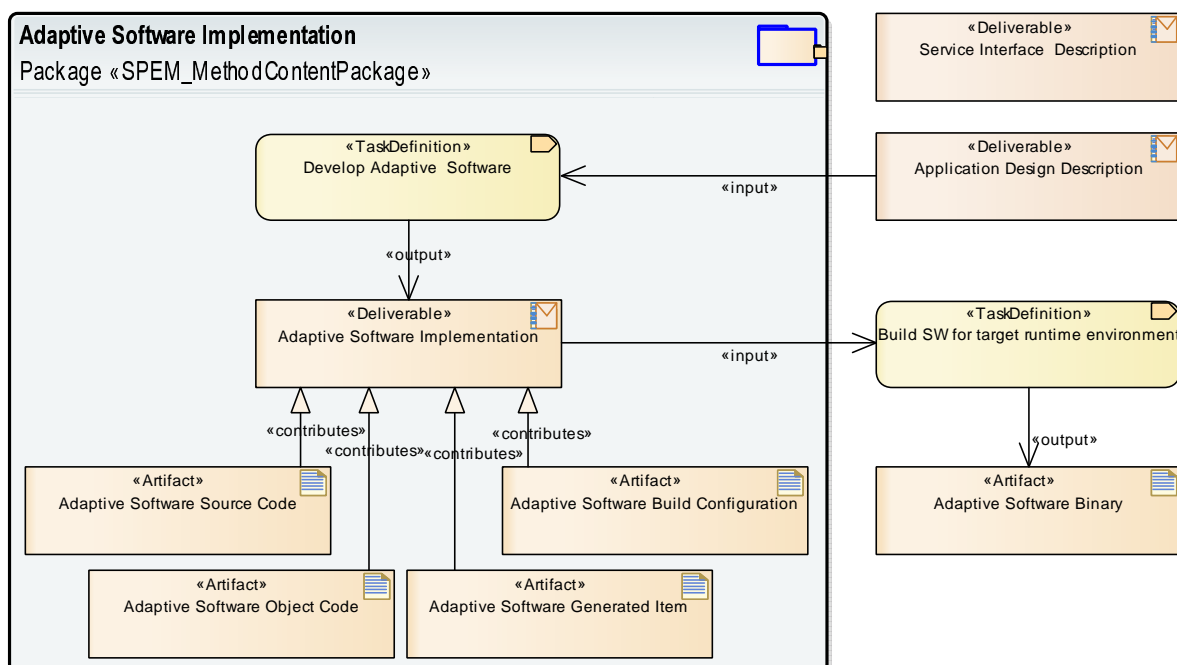 Adaptive Software Implementation
Package «SPEM_MethodContentPackage»
«Deliverable»
Service Interface Description
«TaskDefinition»
Develop Adaptive Software
«Deliverable»
Application Design Description
«input»
«output»
«Deliverable»
Adaptive Software Implementation
«TaskDefinition»
Build SW for target runtime environment
«input»
«contributes»
«contributes»
«contributes»
«contributes»
«output»
«Artifact»
Adaptive Software Source Code
«Artifact»
Adaptive Software Build Configuration
«Artifact»
Adaptive Software Binary
«Artifact»
Adaptive Software Object Code
«Artifact»
Adaptive Software Generated Item